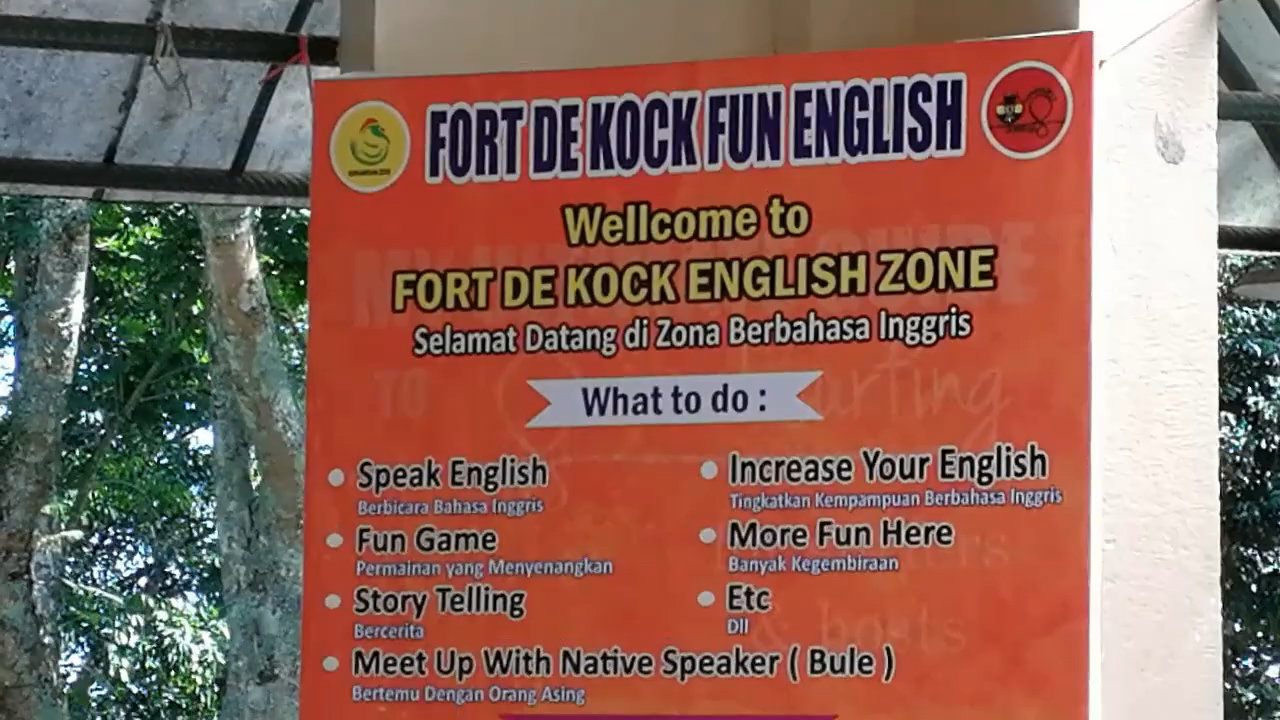 FORT DE KOCK FUN ENGLISH
Wellcome to
FORT DE KOCK ENGLISH ZONE
Selamat Datang di Zona Berbahasa Inggris
What to do :
Speak English
Berbicara Bahasa Inggris
Fun Game
Permainan yang Menyenangkan
Story Telling
Bercerita
Meet Up With Native Speaker ( Bule )
Bertemu Dengan Orang Asing
Increase Your English
Tingkatkan Kempampuan Berbahasa Inggris
More Fun Here
Banyak Kegembiraan
Etc
Dll